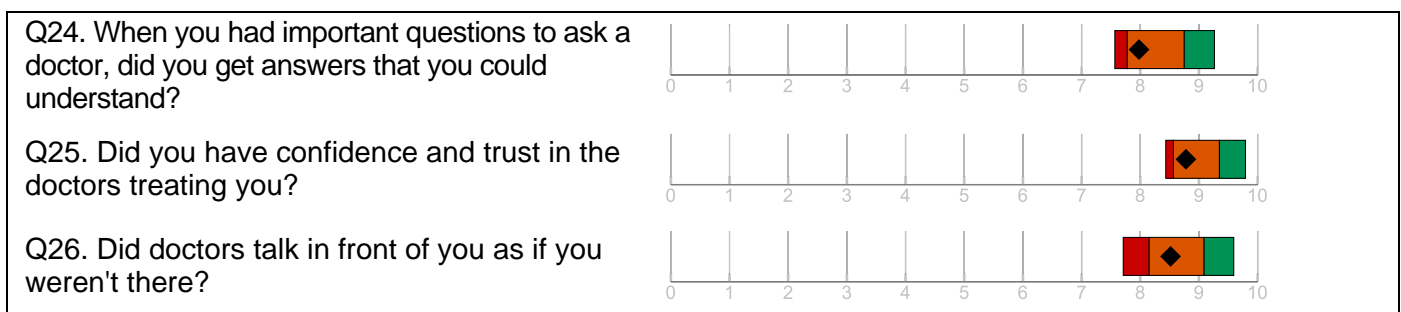 Q24. When you had important questions to ask a
doctor, did you get answers that you could
understand?
0 1 2 3 4 5 6 7 8 9 10
Q25. Did you have confidence and trust in the
doctors treating you?
0 1 2 3 4 5 6 7 8 9 10
Q26. Did doctors talk in front of you as if you
weren't there?
0 1 2 3 4 5 6 7 8 9 10